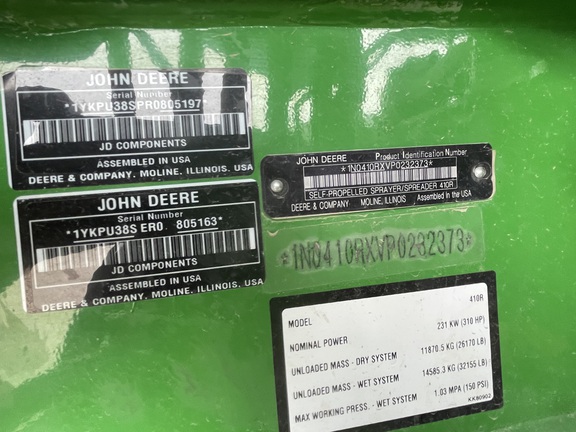 JOHN DEERE
Serial Number
*1YKPU38SPR0805197*
JD COMPONENTS
ASSEMBLED IN USA
DEERE & COMPANY. MOLINE, ILLINOIS. USA
JOHN DEERE
Serial Number
*1YKPU38S ER0 805163*
JD COMPONENTS
ASSEMBLED IN USA
DEERE & COMPANY. MOLINE, ILLINOIS. USA
JOHN DEERE Product Identification Number
*1N0410RXVP0232373*
SELF-PROPELLED SPRAYER/SPREADER 410R
DEERE & COMPANY MOLINE, ILLINOIS Assembled in the USA
*1N0410RXVP0232373*
MODEL 410R
NOMINAL POWER 231 KW (310 HP)
UNLOADED MASS - DRY SYSTEM 11870.5 KG (26170 LB)
UNLOADED MASS - WET SYSTEM 14585.3 KG (32155 LB)
MAX WORKING PRESS. - WET SYSTEM 1.03 MPA (150 PSI)
KK80902